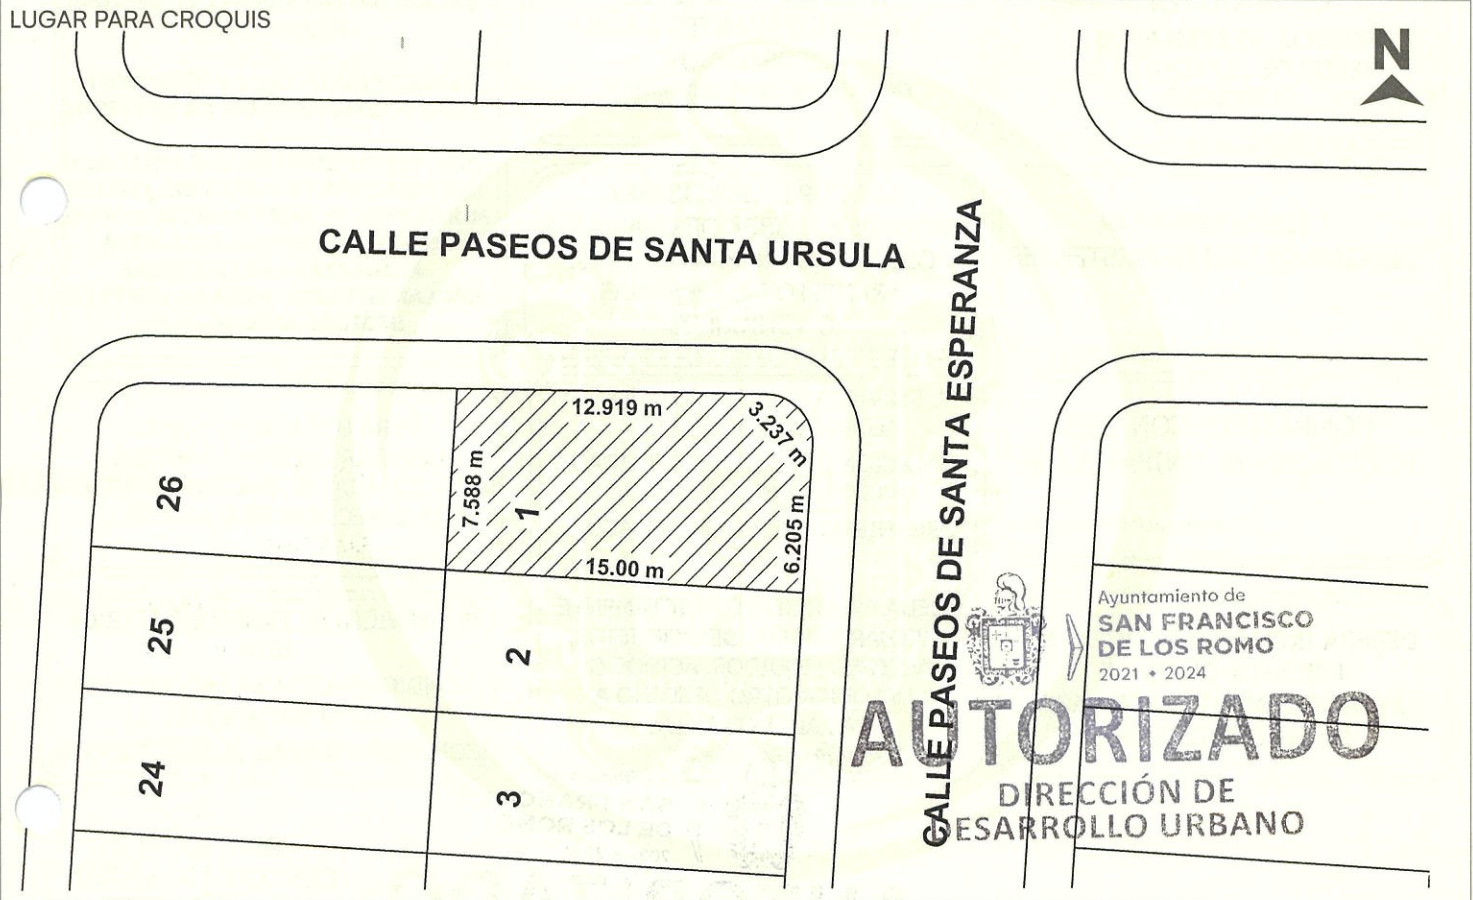 LUGAR PARA CROQUIS
N
CALLE PASEOS DE SANTA URSULA
CALLE PASEOS DE SANTA ESPERANZA
12.919 m
3.237 m
7.588 m
1
6.205 m
15.00 m
26
25
2
24
3
Ayuntamiento de
SAN FRANCISCO
DE LOS ROMO
2021 • 2024
AUTORIZADO
DIRECCIÓN DE
DESARROLLO URBANO